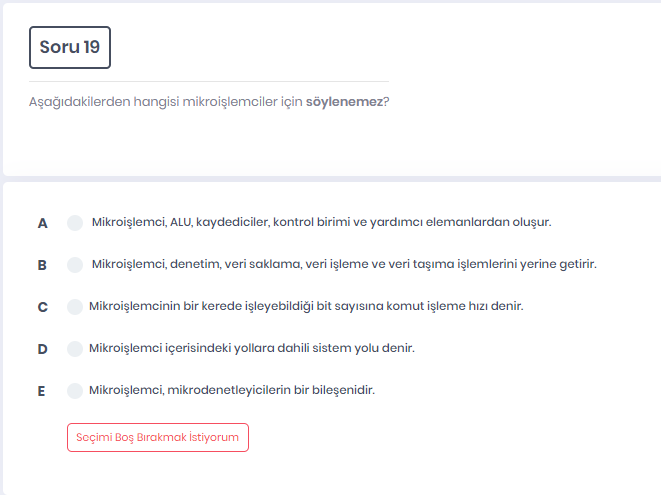 Soru 19
Aşağıdakilerden hangisi mikroişlemciler için söylenemez?
A Mikroişlemci, ALU, kaydediciler, kontrol birimi ve yardımcı elemanlardan oluşur.
B Mikroişlemci, denetim, veri saklama, veri işleme ve veri taşıma işlemlerini yerine getirir.
C Mikroişlemcinin bir kerede işleyebildiği bit sayısına komut işleme hızı denir.
D Mikroişlemci içerisindeki yollara dahili sistem yolu denir.
E Mikroişlemci, mikrodenetleyicilerin bir bileşenidir.
Seçimi Boş Bırakmak İstiyorum